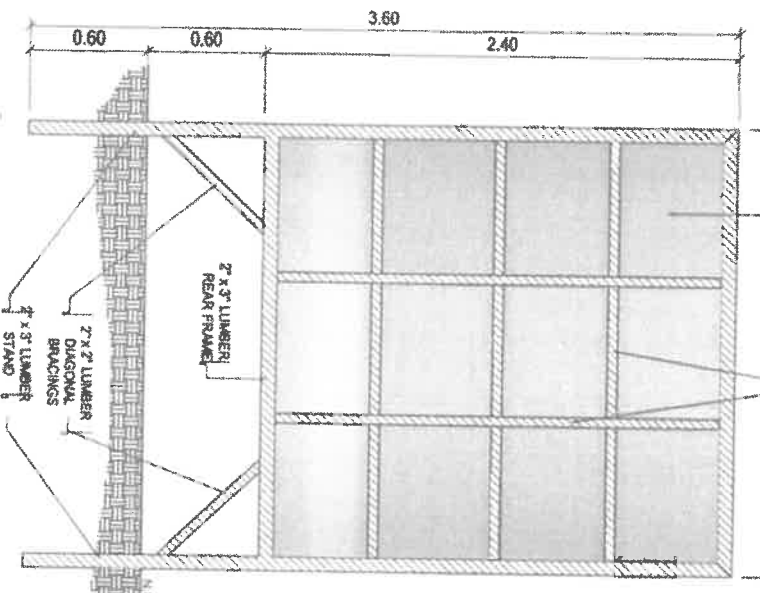 3.60
0.60
0.60
2.40
2" x 3" LUMBER
REAR FRAME
2" x 2" LUMBER
DIAGONAL
BRACINGS
2" x 3" LUMBER
STAND